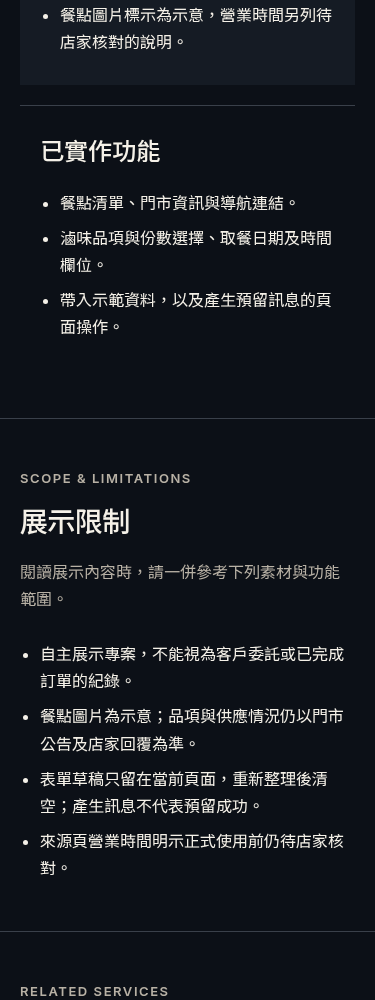 餐點圖片標示為示意，營業時間另列待
店家核對的說明。
已實作功能
餐點清單、門市資訊與導航連結。
滷味品項與份數選擇、取餐日期及時間
欄位。
帶入示範資料，以及產生預留訊息的頁
面操作。
SCOPE & LIMITATIONS
展示限制
閱讀展示內容時，請一併參考下列素材與功能
範圍。
自主展示專案，不能視為客戶委託或已完成
訂單的紀錄。
餐點圖片為示意；品項與供應情況仍以門市
公告及店家回覆為準。
表單草稿只留在當前頁面，重新整理後清
空；產生訊息不代表預留成功。
來源頁營業時間明示正式使用前仍待店家核
對。
RELATED SERVICES